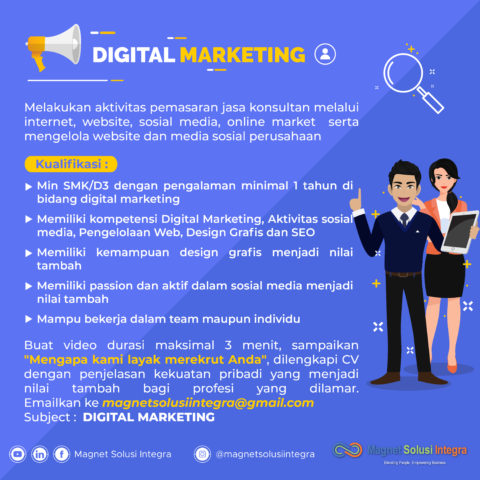 DIGITAL MARKETING
Melakukan aktivitas pemasaran jasa konsultan melalui
internet, website, sosial media, online market serta
mengelola website dan media sosial perusahaan
Kualifikasi :
Min SMK/D3 dengan pengalaman minimal 1 tahun di
bidang digital marketing
Memiliki kompetensi Digital Marketing, Aktivitas sosial
media, Pengelolaan Web, Design Grafis dan SEO
Memiliki kemampuan design grafis menjadi nilai
tambah
Memiliki passion dan aktif dalam sosial media menjadi
nilai tambah
Mampu bekerja dalam team maupun individu
Buat video durasi maksimal 3 menit, sampaikan
"Mengapa kami layak merekrut Anda", dilengkapi CV
dengan penjelasan kekuatan pribadi yang menjadi
nilai tambah bagi profesi yang dilamar.
Emailkan ke magnetsolusiintegra@gmail.com
Subject : DIGITAL MARKETING
Magnet Solusi Integra
@magnetsolusiintegra
Magnet Solusi Integra
Blending People, Empowering Business